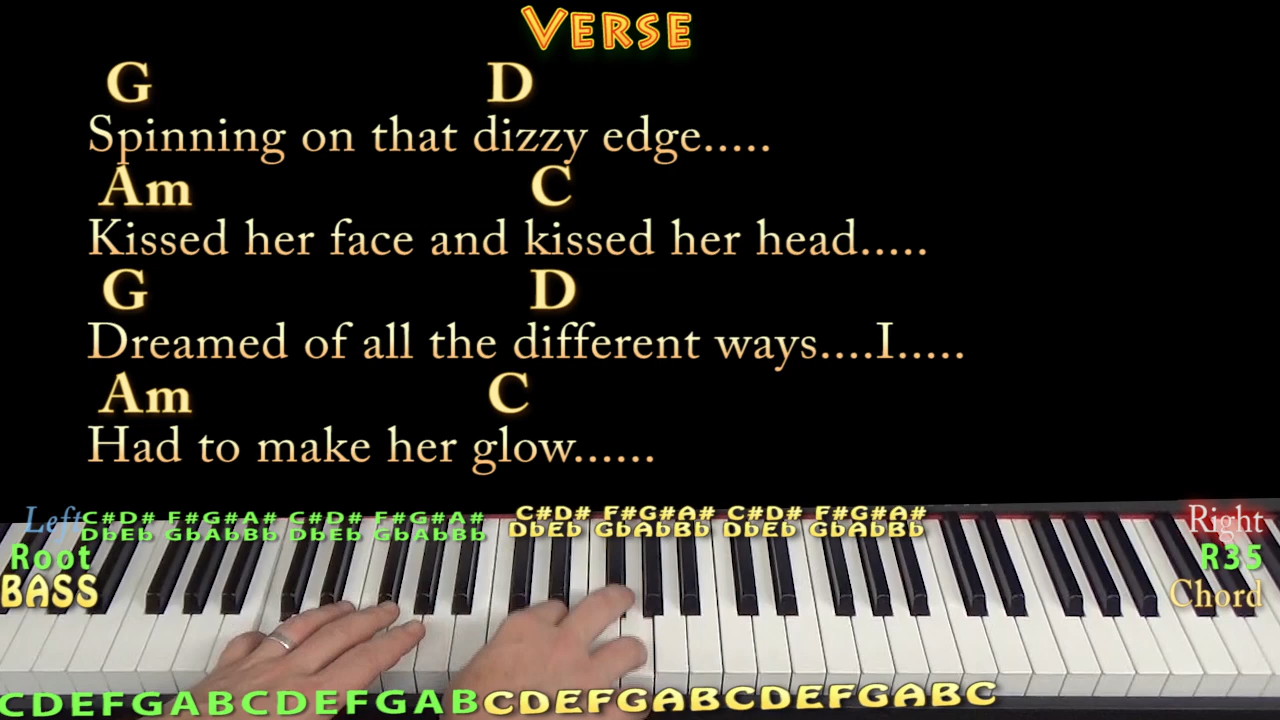 VERSE
G D
Spinning on that dizzy edge.....
Am C
Kissed her face and kissed her head.....
G D
Dreamed of all the different ways....I.....
Am C
Had to make her glow......
Left C#D# F#G#A# C#D# F#G#A# C#D# F#G#A# C#D# F#G#A# Right
DbEb GbAbBb DbEb GbAbBb DbEb GbAbBb DbEb GbAbBb
Root R35
BASS Chord
CDEFGABCDEFGABCDEFGABCDEFGABC